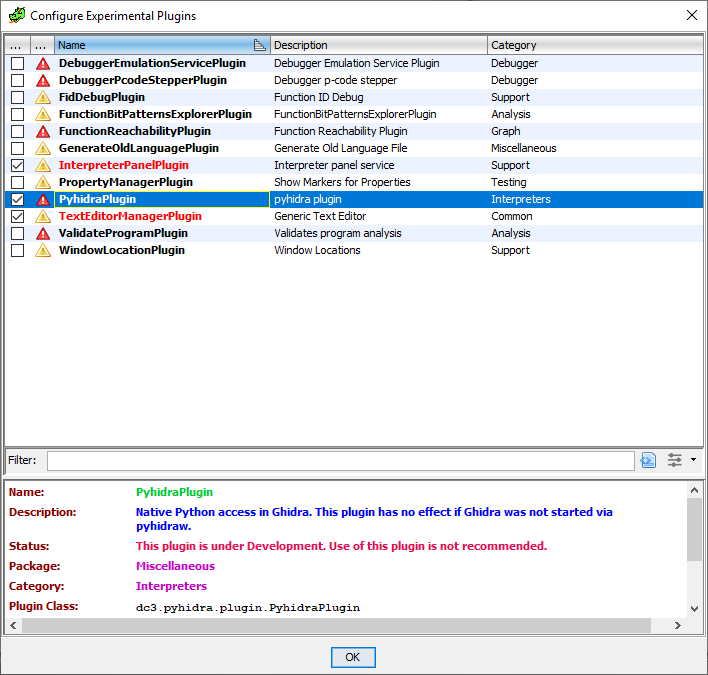 Configure Experimental Plugins
... ... Name Description Category
DebuggerEmulationServicePlugin Debugger Emulation Service Plugin Debugger
DebuggerPcodeStepperPlugin Debugger p-code stepper Debugger
FidDebugPlugin Function ID Debug Support
FunctionBitPatternsExplorerPlugin FunctionBitPatternsExplorerPlugin Analysis
FunctionReachabilityPlugin Function Reachability Plugin Graph
GenerateOldLanguagePlugin Generate Old Language File Miscellaneous
InterpreterPanelPlugin Interpreter panel service Support
PropertyManagerPlugin Show Markers for Properties Testing
PyhidraPlugin pyhidra plugin Interpreters
TextEditorManagerPlugin Generic Text Editor Common
ValidateProgramPlugin Validates program analysis Analysis
WindowLocationPlugin Window Locations Support
Filter:
Name: PyhidraPlugin
Description: Native Python access in Ghidra. This plugin has no effect if Ghidra was not started via
pyhidraw.
Status: This plugin is under Development. Use of this plugin is not recommended.
Package: Miscellaneous
Category: Interpreters
Plugin Class: dc3.pyhidra.plugin.PyhidraPlugin
OK